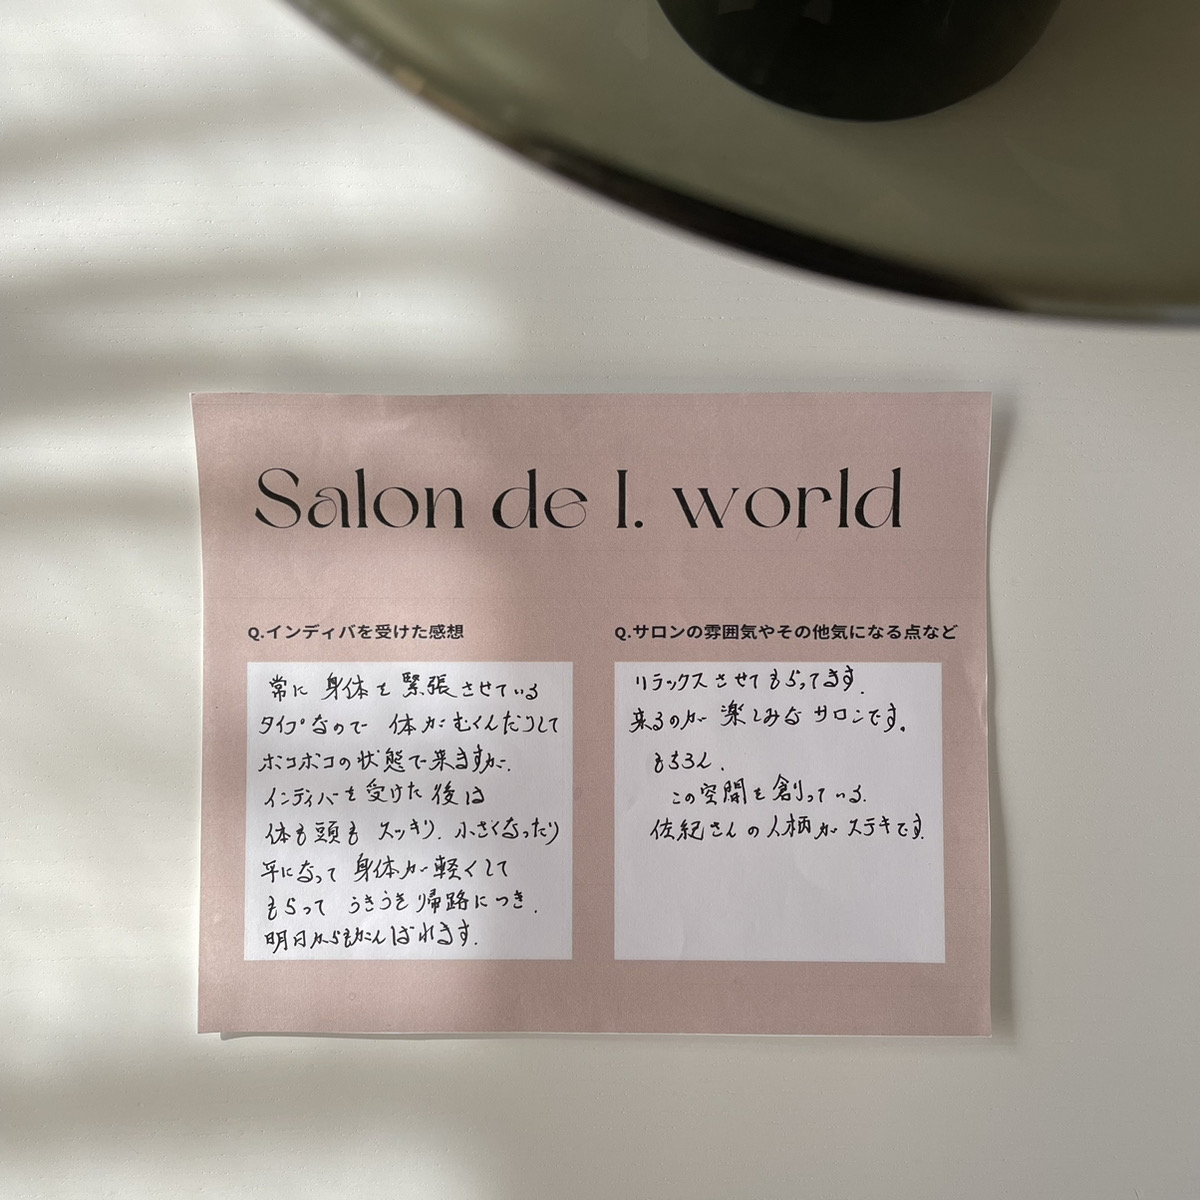 Salon de I. world
Q.インディバを受けた感想
常に身体を緊張させている
タイプなので 体がむくんだりして
ボコボコの状態で来ますが、
インディバを受けた後は
体も頭もスッキリ、小さくなったり
平になって身体が軽くして
もらって うきうき帰路につき、
明日からもがんばれます。
Q.サロンの雰囲気やその他気になる点など
リラックスさせてもらってます。
来るのが楽しみなサロンです。
もちろん、
この空間を創っている、
佐紀さんの人柄がステキです。